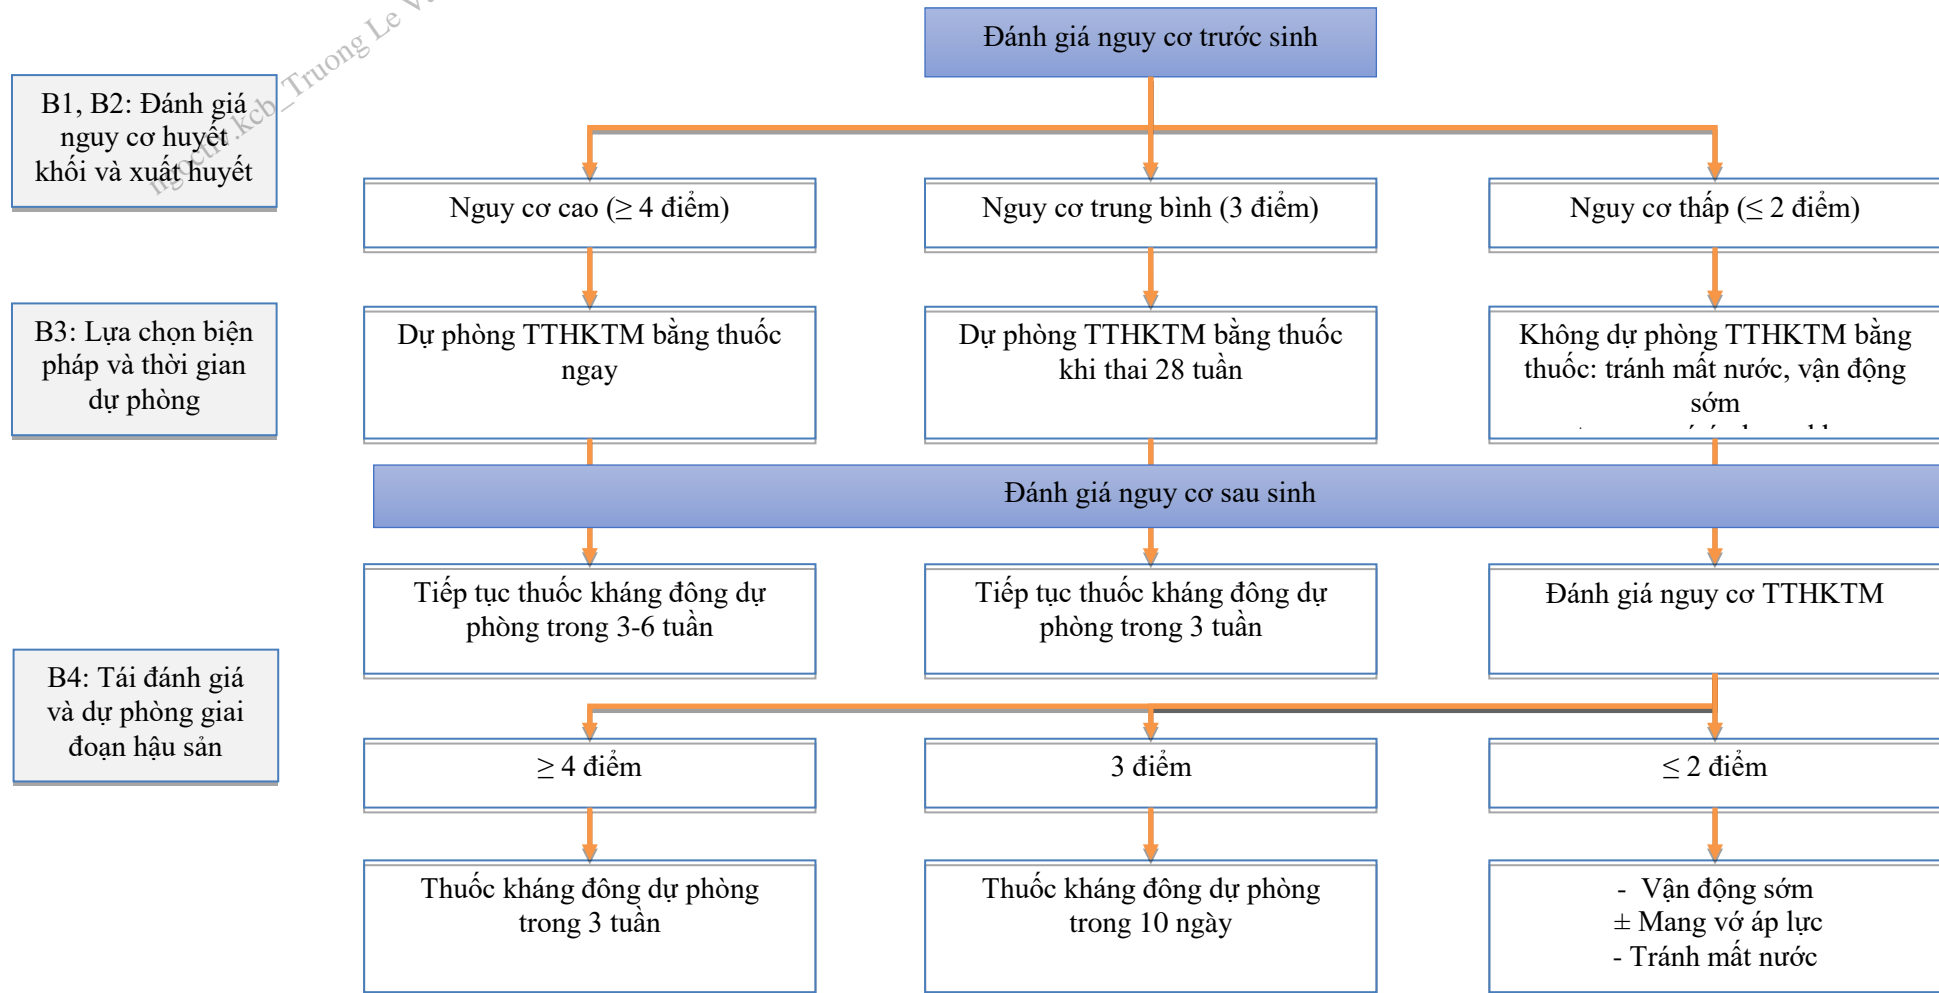 Đánh giá nguy cơ trước sinh
B1, B2: Đánh giá
nguy cơ huyết
khối và xuất huyết
Nguy cơ cao (≥ 4 điểm)
Nguy cơ trung bình (3 điểm)
Nguy cơ thấp (≤ 2 điểm)
B3: Lựa chọn biện
pháp và thời gian
dự phòng
Dự phòng TTHKTM bằng thuốc
ngay
Dự phòng TTHKTM bằng thuốc
khi thai 28 tuần
Không dự phòng TTHKTM bằng
thuốc: tránh mất nước, vận động
sớm
Đánh giá nguy cơ sau sinh
Tiếp tục thuốc kháng đông dự
phòng trong 3-6 tuần
Tiếp tục thuốc kháng đông dự
phòng trong 3 tuần
Đánh giá nguy cơ TTHKTM
B4: Tái đánh giá
và dự phòng giai
đoạn hậu sản
≥ 4 điểm
3 điểm
≤ 2 điểm
Thuốc kháng đông dự phòng
trong 3 tuần
Thuốc kháng đông dự phòng
trong 10 ngày
- Vận động sớm
± Mang vớ áp lực
- Tránh mất nước
Truong Le